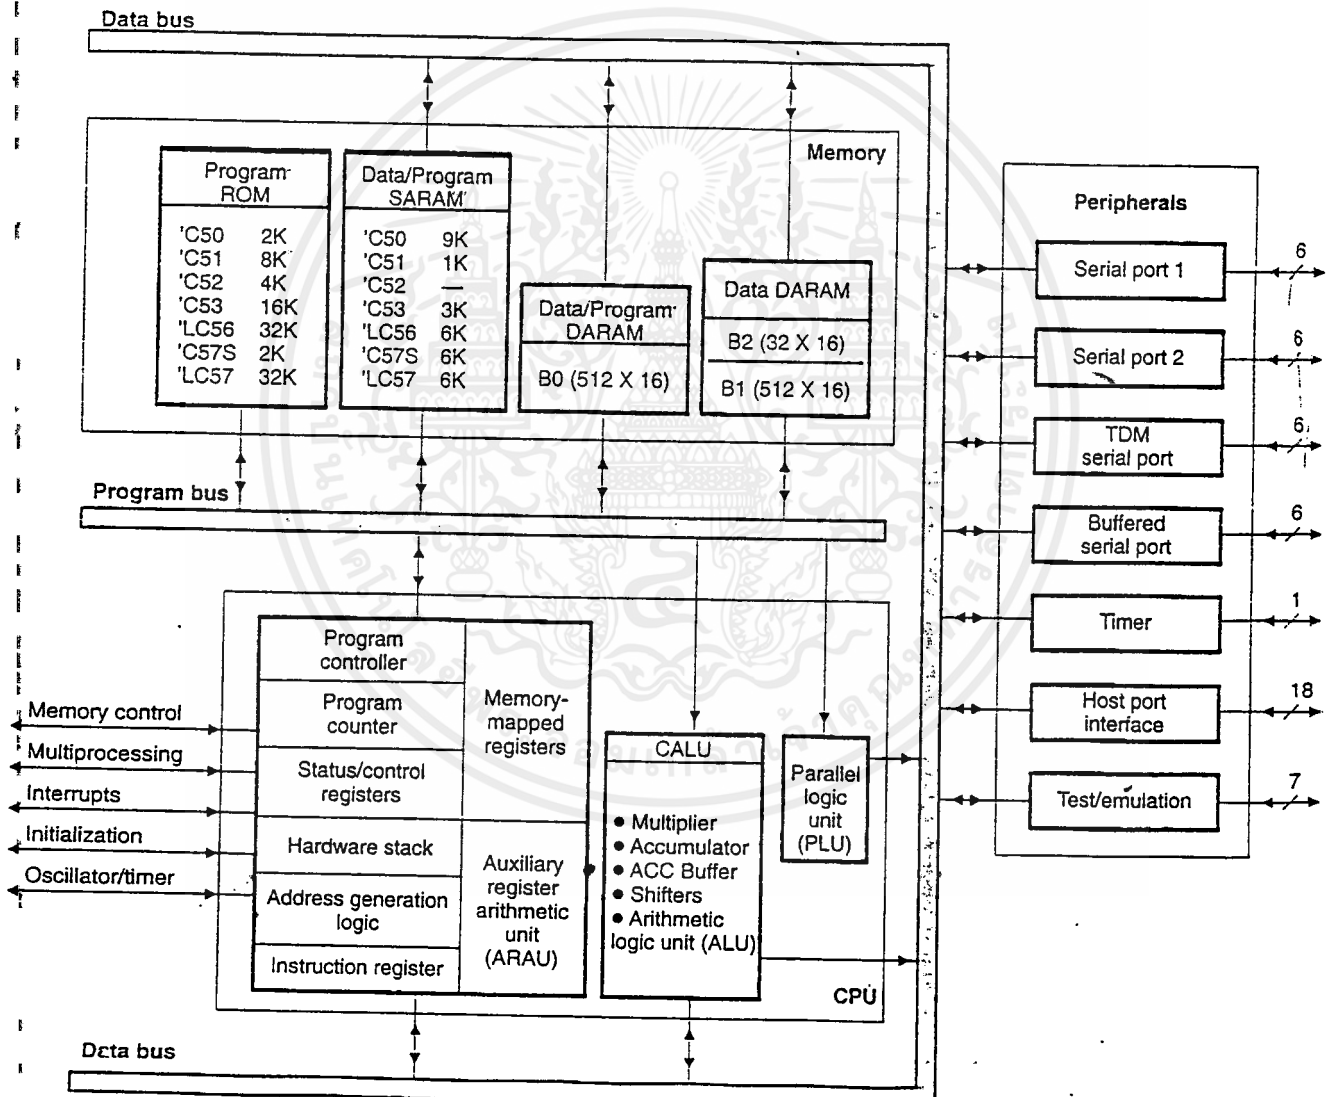 Data bus
Memory
Program
ROM
'C50 2K
'C51 8K
'C52 4K
'C53 16K
'LC56 32K
'C57S 2K
'LC57 32K
Data/Program
SARAM
'C50 9K
'C51 1K
'C52 —
'C53 3K
'LC56 6K
'C57S 6K
'LC57 6K
Data/Program
DARAM
B0 (512 X 16)
Data DARAM
B2 (32 X 16)
B1 (512 X 16)
Program bus
Program
controller
Program
counter
Status/control
registers
Hardware stack
Address generation
logic
Instruction register
Memory-
mapped
registers
Auxiliary
register
arithmetic
unit
(ARAU)
CALU
● Multiplier
● Accumulator
● ACC Buffer
● Shifters
● Arithmetic
logic unit (ALU)
Parallel
logic
unit
(PLU)
CPU
Memory control
Multiprocessing
Interrupts
Initialization
Oscillator/timer
Data bus
Peripherals
Serial port 1
6
Serial port 2
6
TDM
serial port
6
Buffered
serial port
6
Timer
1
Host port
interface
18
Test/emulation
7